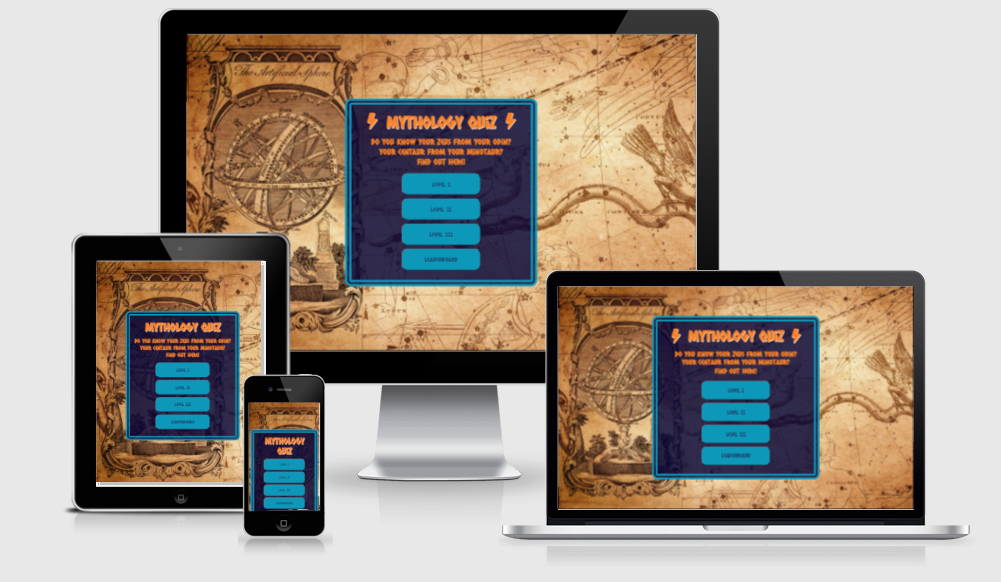 The Artificial Sphere
MYTHOLOGY QUIZ
DO YOU KNOW YOUR ZEUS FROM YOUR ODIN?
YOUR CENTAUR FROM YOUR MINOTAUR?
FIND OUT HERE!
LEVEL I
LEVEL II
LEVEL III
LEADERBOARD
The Artificial Sphere
MYTHOLOGY QUIZ
DO YOU KNOW YOUR ZEUS FROM YOUR ODIN?
YOUR CENTAUR FROM YOUR MINOTAUR?
FIND OUT HERE!
LEVEL I
LEVEL II
LEVEL III
LEADERBOARD
MYTHOLOGY
QUIZ
LEVEL I
LEVEL II
LEVEL III
LEADERBOARD
MYTHOLOGY QUIZ
DO YOU KNOW YOUR ZEUS FROM YOUR ODIN?
YOUR CENTAUR FROM YOUR MINOTAUR?
FIND OUT HERE!
LEVEL I
LEVEL II
LEVEL III
LEADERBOARD